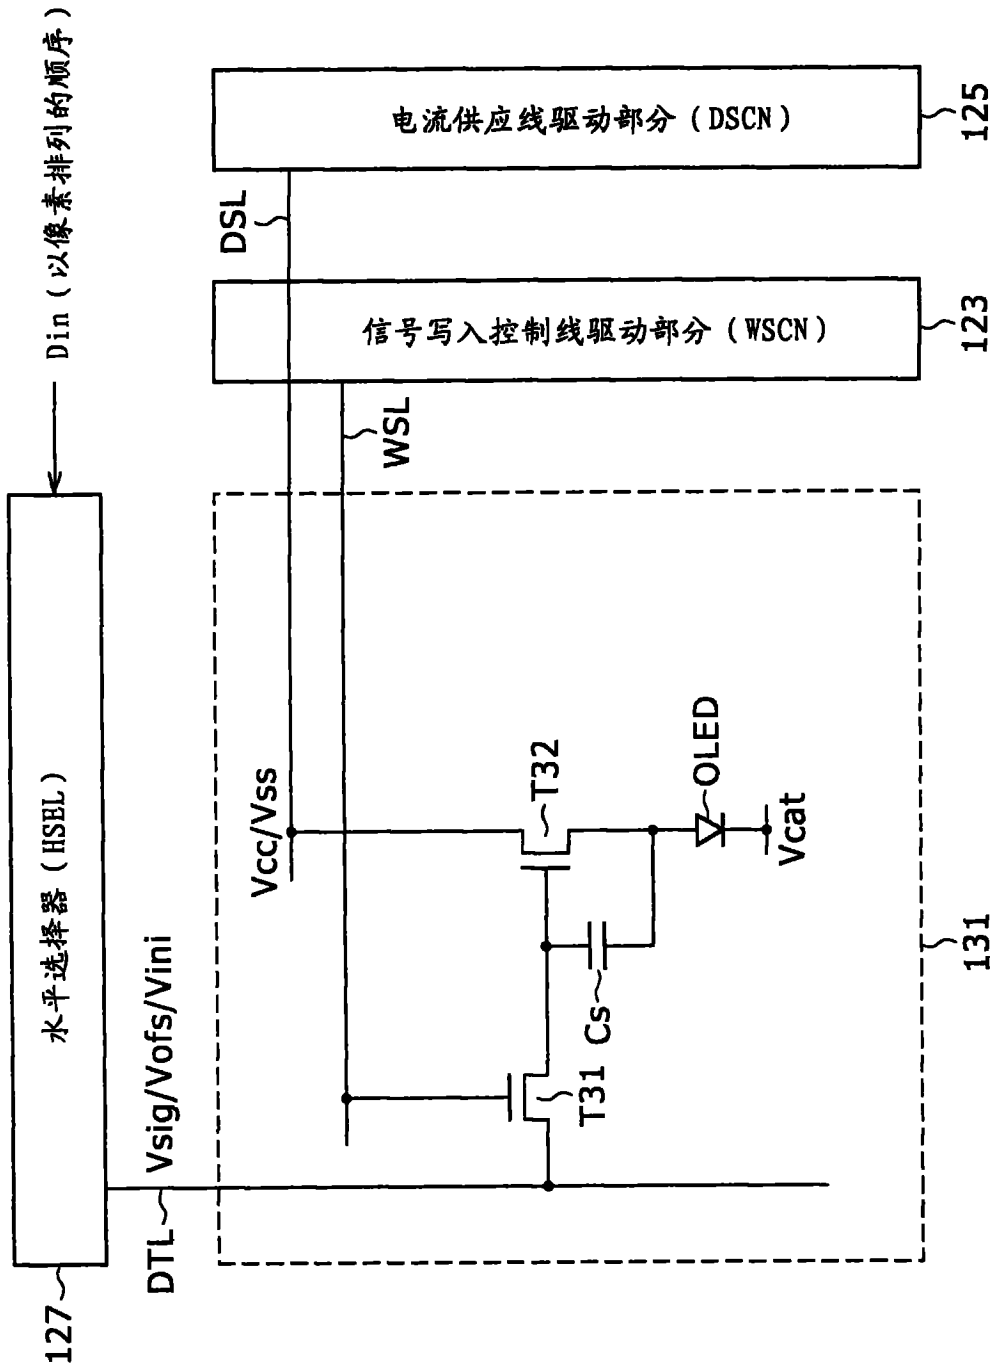 127
水平选择器(HSEL)
Din(以像素排列的顺序)
DTL
Vsig/Vofs/Vini
Vcc/Vss
WSL
DSL
信号写入控制线驱动部分(WSCN)
123
电流供应线驱动部分(DSCN)
125
T31
Cs
T32
OLED
Vcat
131